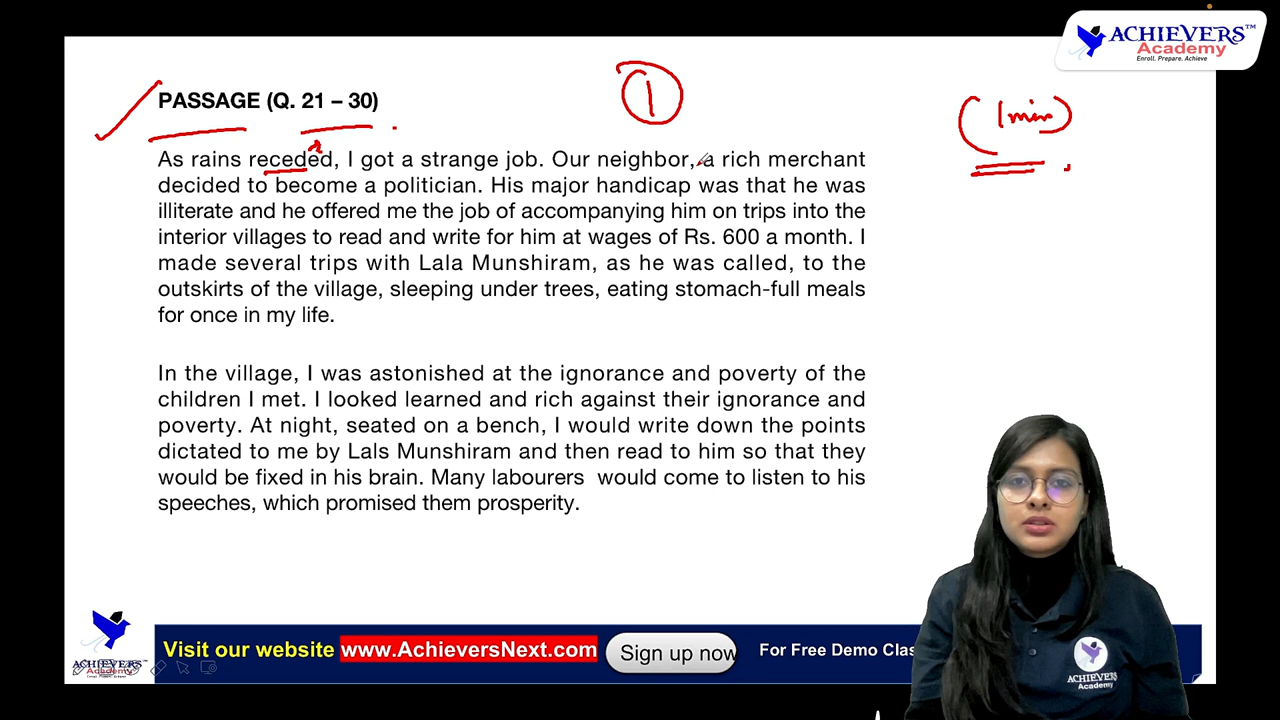 ACHIEVERS™
Academy
Enroll. Prepare. Achieve
1
(1 min)
PASSAGE (Q. 21 – 30)
As rains receded, I got a strange job. Our neighbor, a rich merchant
decided to become a politician. His major handicap was that he was
illiterate and he offered me the job of accompanying him on trips into the
interior villages to read and write for him at wages of Rs. 600 a month. I
made several trips with Lala Munshiram, as he was called, to the
outskirts of the village, sleeping under trees, eating stomach-full meals
for once in my life.
In the village, I was astonished at the ignorance and poverty of the
children I met. I looked learned and rich against their ignorance and
poverty. At night, seated on a bench, I would write down the points
dictated to me by Lals Munshiram and then read to him so that they
would be fixed in his brain. Many labourers would come to listen to his
speeches, which promised them prosperity.
ACHIEVERS
Academy
Visit our website www.AchieversNext.com Sign up now For Free Demo Clas
ACHIEVERS
Academy